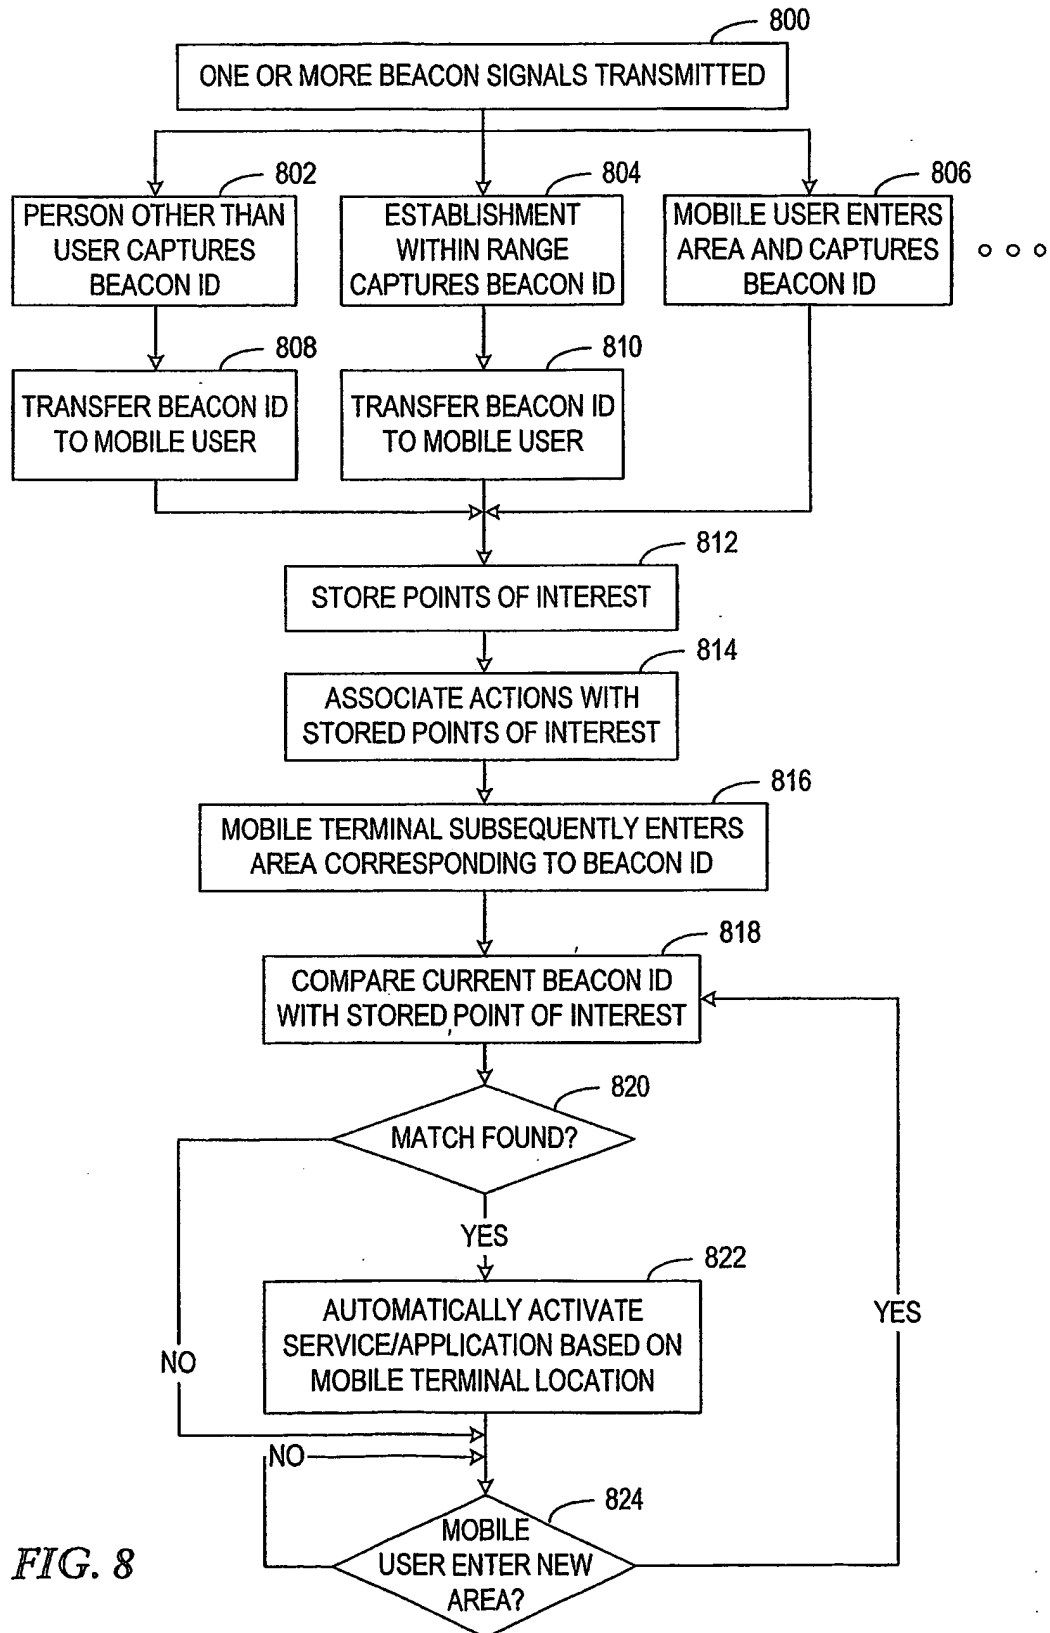 800
ONE OR MORE BEACON SIGNALS TRANSMITTED
802
PERSON OTHER THAN
USER CAPTURES
BEACON ID
804
ESTABLISHMENT
WITHIN RANGE
CAPTURES BEACON ID
806
MOBILE USER ENTERS
AREA AND CAPTURES
BEACON ID
808
TRANSFER BEACON ID
TO MOBILE USER
810
TRANSFER BEACON ID
TO MOBILE USER
812
STORE POINTS OF INTEREST
814
ASSOCIATE ACTIONS WITH
STORED POINTS OF INTEREST
816
MOBILE TERMINAL SUBSEQUENTLY ENTERS
AREA CORRESPONDING TO BEACON ID
818
COMPARE CURRENT BEACON ID
WITH STORED POINT OF INTEREST
820
MATCH FOUND?
YES
822
AUTOMATICALLY ACTIVATE
SERVICE/APPLICATION BASED ON
MOBILE TERMINAL LOCATION
YES
NO
NO
824
MOBILE
USER ENTER NEW
AREA?
FIG. 8